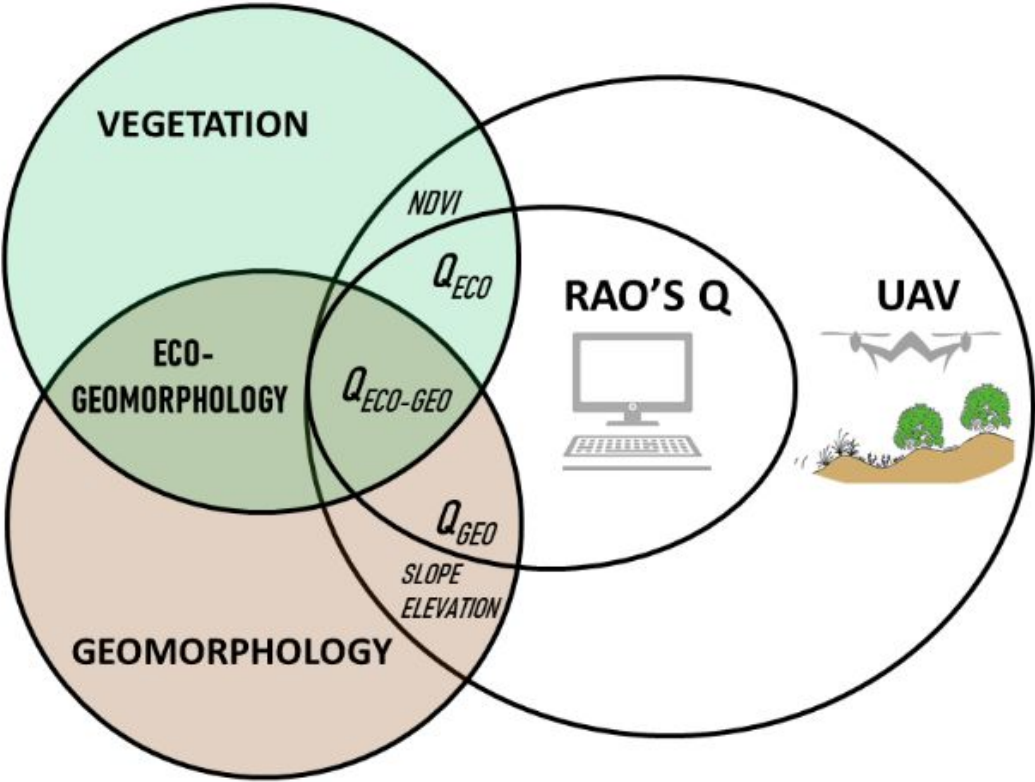 VEGETATION
NDVI
Q_ECO
RAO'S Q
UAV
ECO-
GEOMORPHOLOGY
Q_ECO-GEO
Q_GEO
SLOPE
ELEVATION
GEOMORPHOLOGY